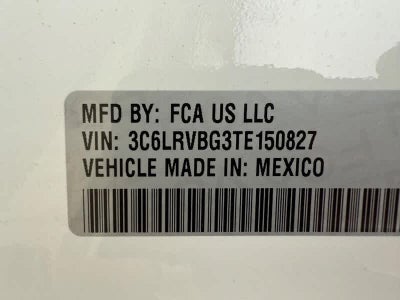 MFD BY: FCA US LLC
VIN: 3C6LRVBG3TE150827
VEHICLE MADE IN: MEXICO